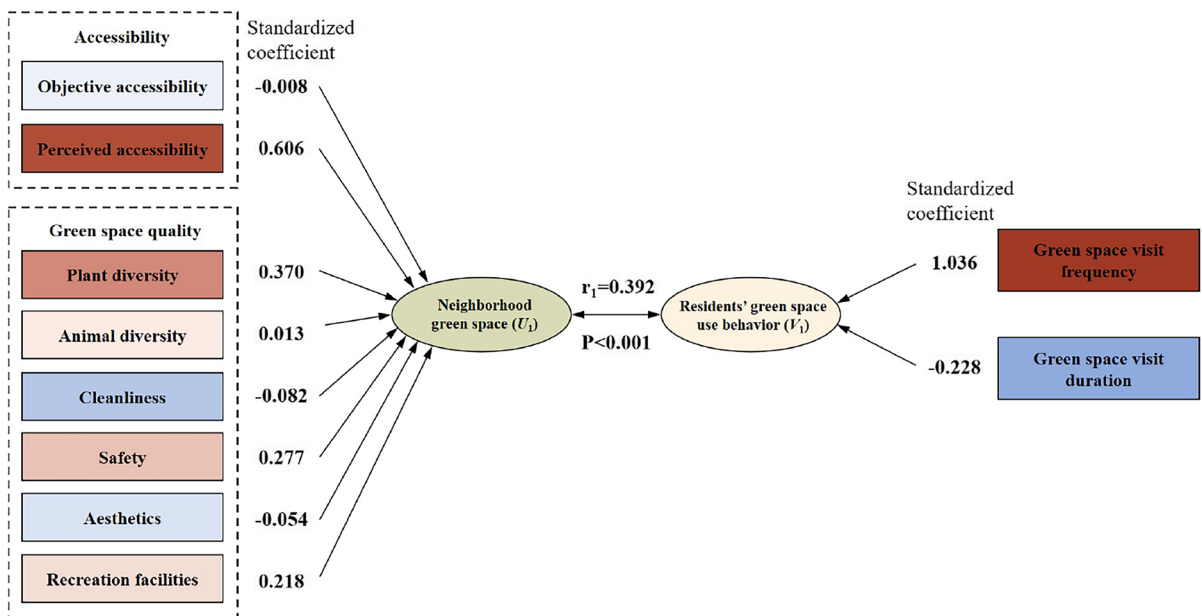 Accessibility
Objective accessibility
Perceived accessibility
Green space quality
Plant diversity
Animal diversity
Cleanliness
Safety
Aesthetics
Recreation facilities
Standardized
coefficient
-0.008
0.606
0.370
0.013
-0.082
0.277
-0.054
0.218
Neighborhood
green space (U₁)
r₁=0.392
P<0.001
Residents’ green space
use behavior (V₁)
Standardized
coefficient
1.036
-0.228
Green space visit
frequency
Green space visit
duration